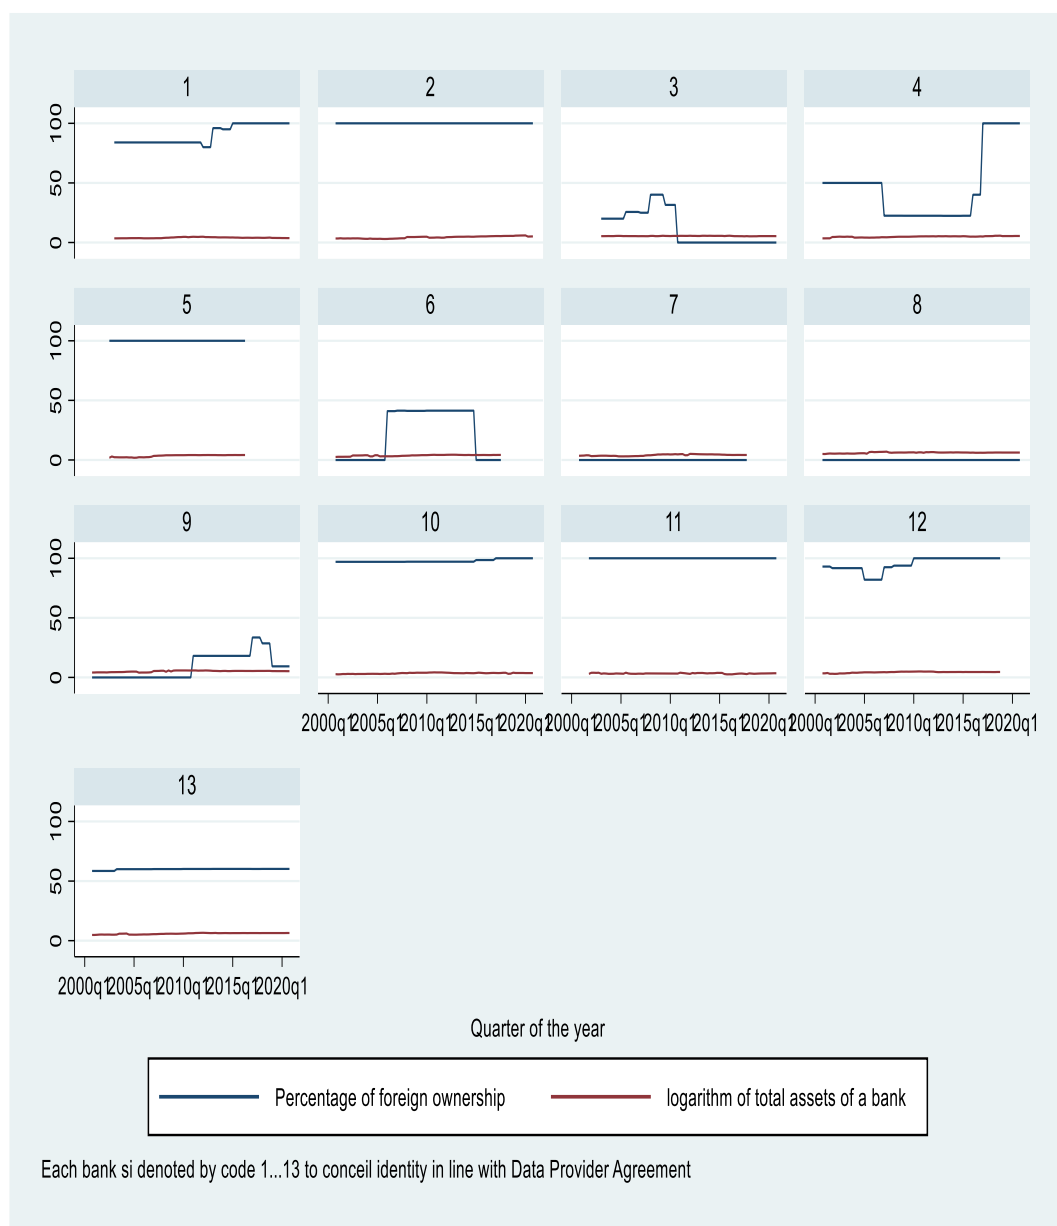 1 2 3 4
100
50
0
5 6 7 8
100
50
0
9 10 11 12
100
50
0
2000q1 2005q1 2010q1 2015q1 2020q1 2000q1 2005q1 2010q1 2015q1 2020q1 2000q1 2005q1 2010q1 2015q1 2020q1
13
100
50
0
2000q1 2005q1 2010q1 2015q1 2020q1
Quarter of the year
Percentage of foreign ownership logarithm of total assets of a bank
Each bank si denoted by code 1...13 to conceil identity in line with Data Provider Agreement